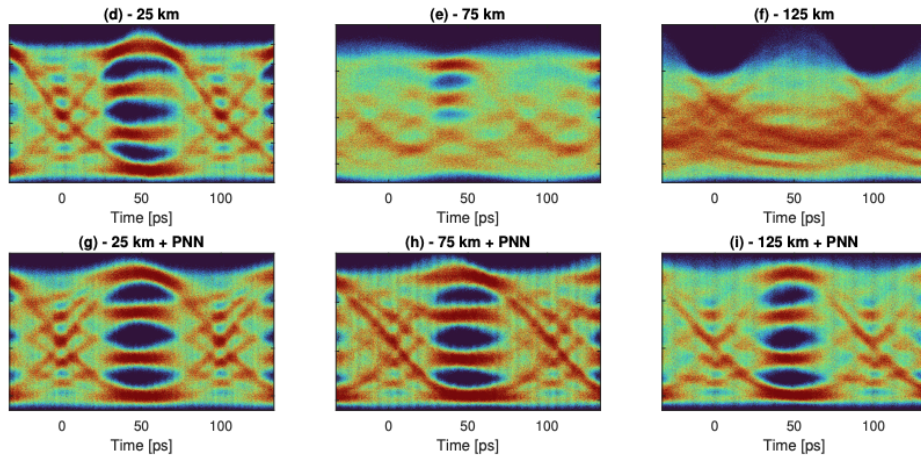 (d) - 25 km
(e) - 75 km
(f) - 125 km
0 50 100
Time [ps]
0 50 100
Time [ps]
0 50 100
Time [ps]
(g) - 25 km + PNN
(h) - 75 km + PNN
(i) - 125 km + PNN
0 50 100
Time [ps]
0 50 100
Time [ps]
0 50 100
Time [ps]